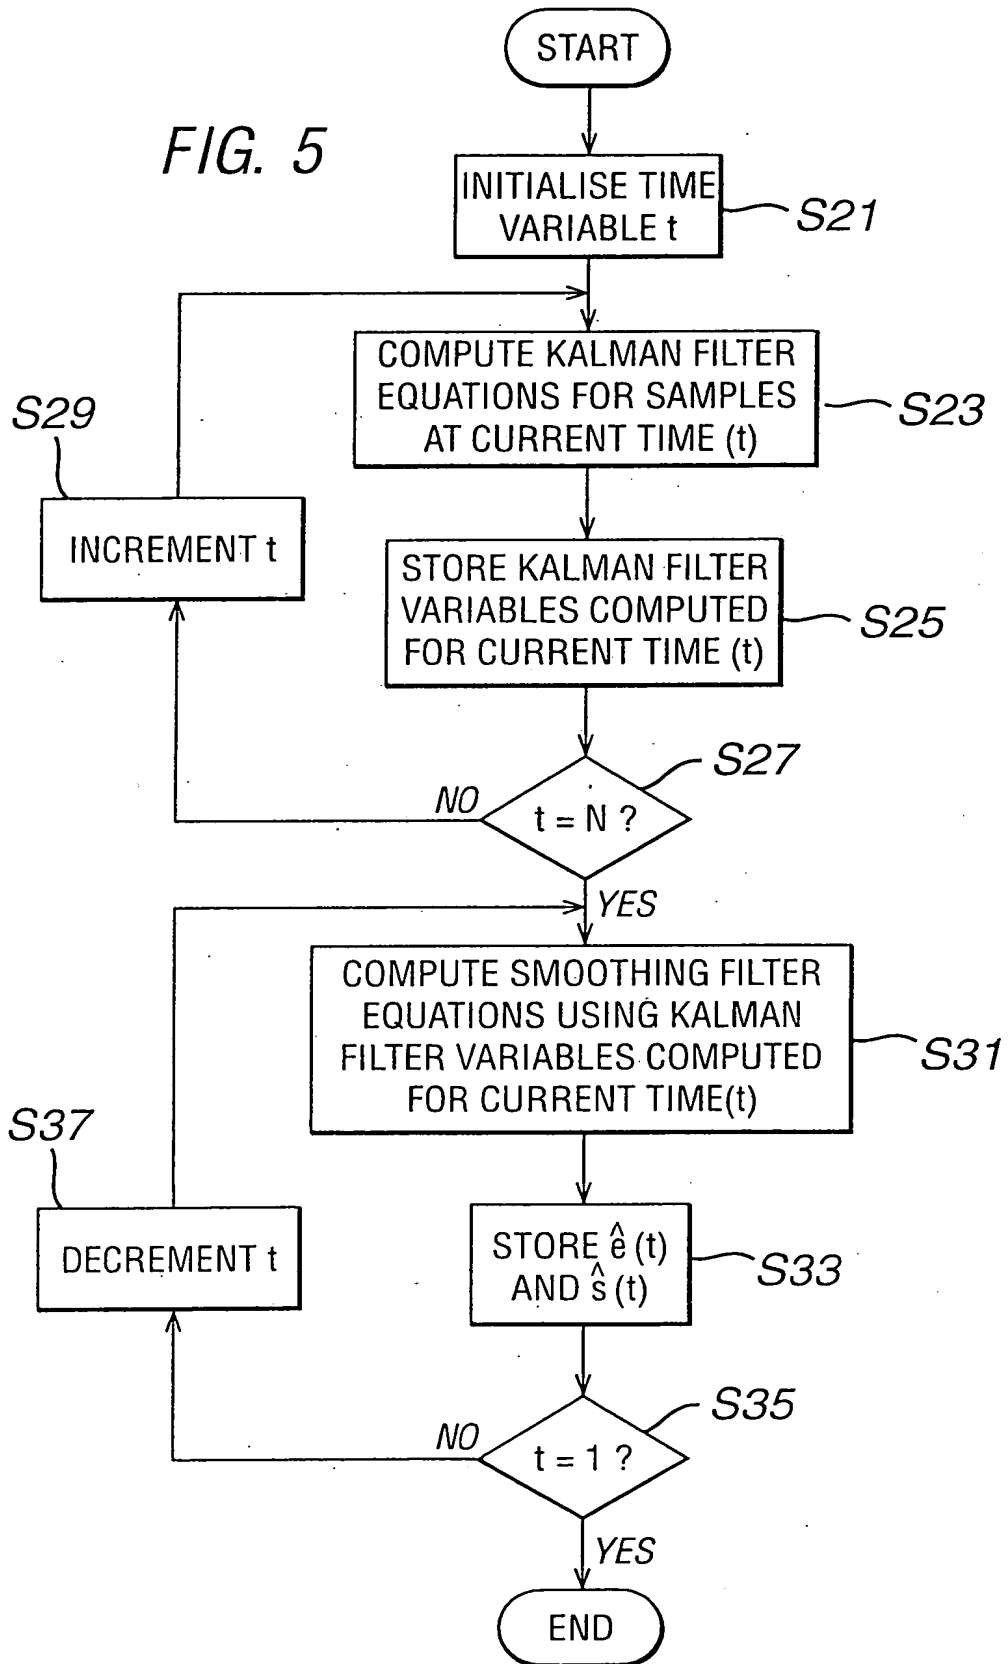 START
FIG. 5
INITIALISE TIME
VARIABLE t
S21
COMPUTE KALMAN FILTER
EQUATIONS FOR SAMPLES
AT CURRENT TIME (t)
S23
S29
INCREMENT t
STORE KALMAN FILTER
VARIABLES COMPUTED
FOR CURRENT TIME (t)
S25
S27
NO
t = N ?
YES
COMPUTE SMOOTHING FILTER
EQUATIONS USING KALMAN
FILTER VARIABLES COMPUTED
FOR CURRENT TIME(t)
S31
S37
DECREMENT t
STORE ê (t)
AND ŝ (t)
S33
S35
NO
t = 1 ?
YES
END